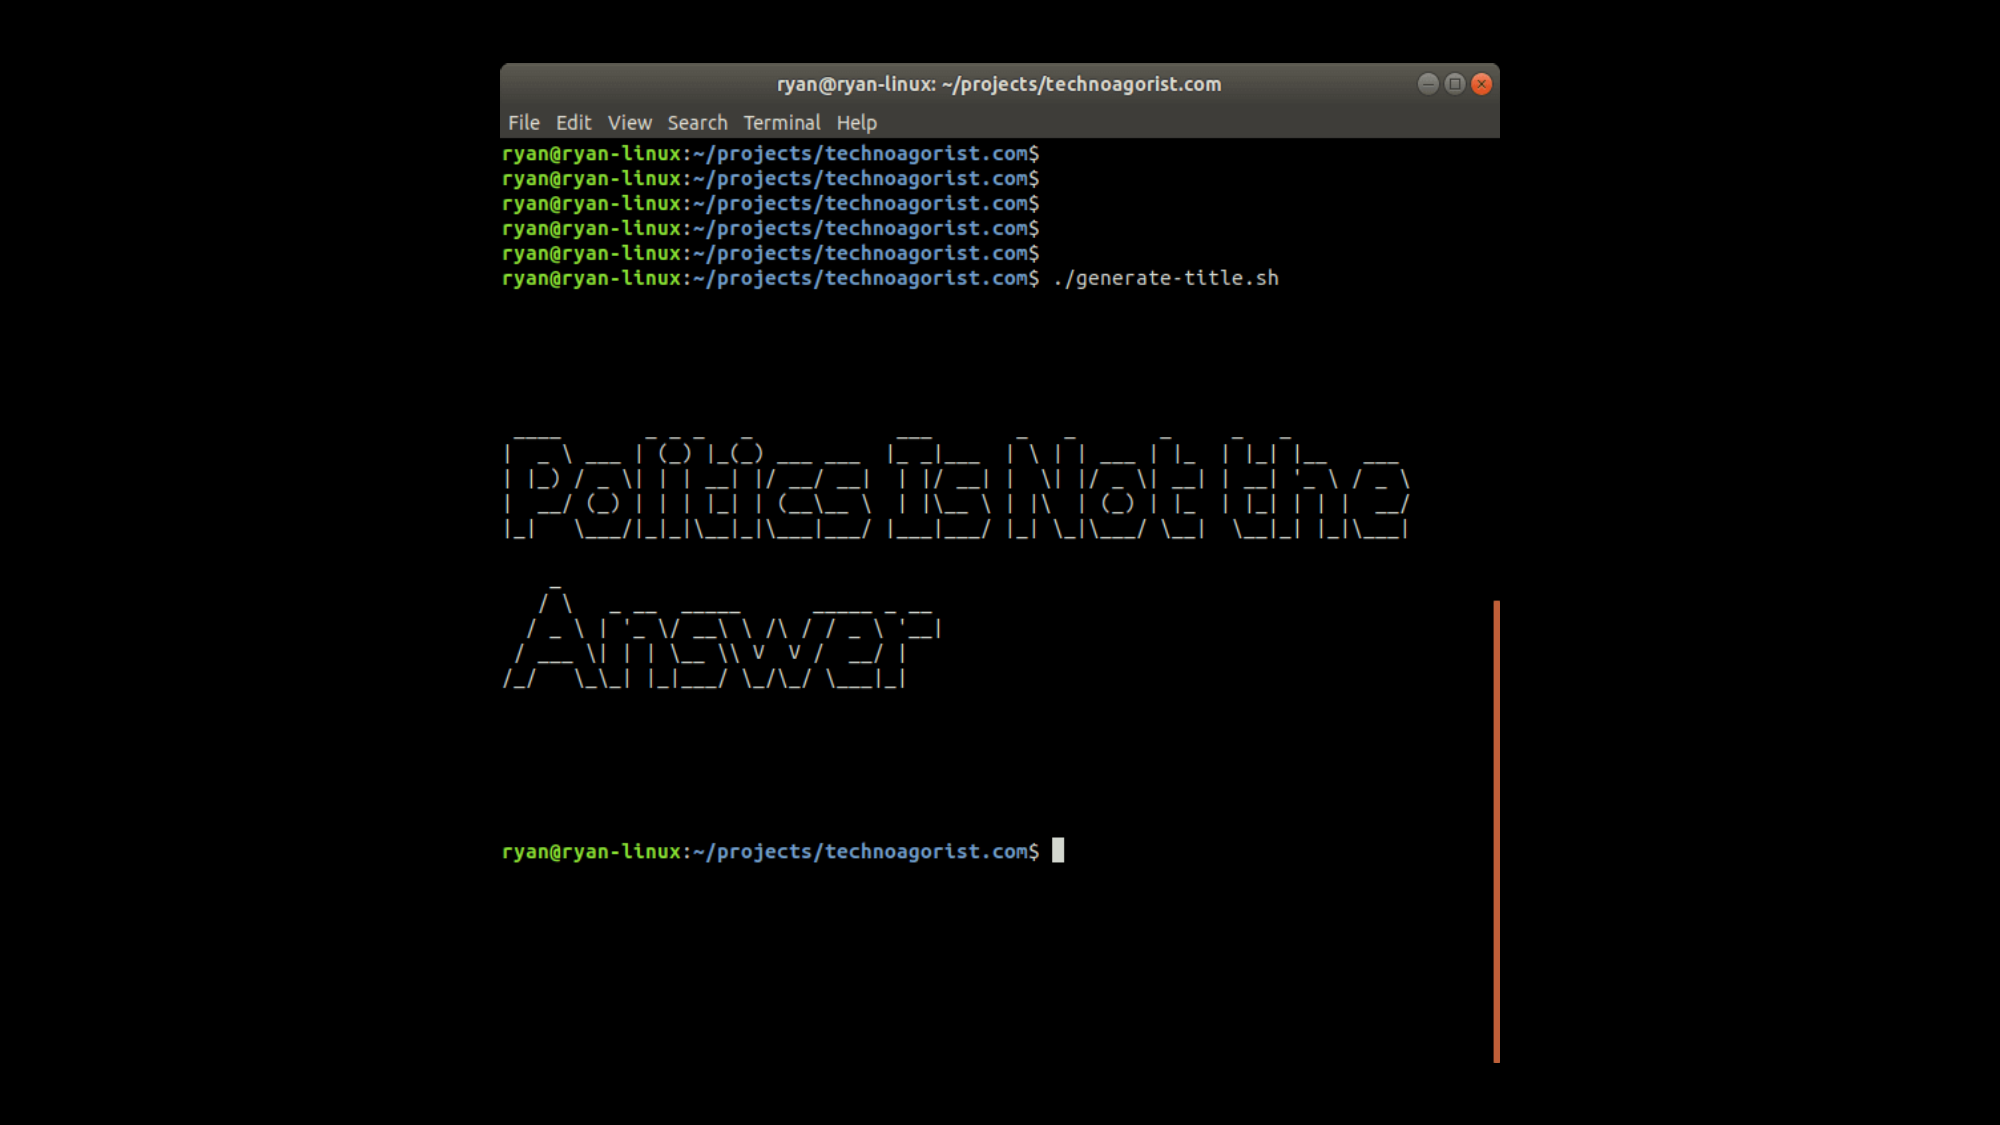 ryan@ryan-linux: ~/projects/technoagorist.com
File Edit View Search Terminal Help
ryan@ryan-linux:~/projects/technoagorist.com$
ryan@ryan-linux:~/projects/technoagorist.com$
ryan@ryan-linux:~/projects/technoagorist.com$
ryan@ryan-linux:~/projects/technoagorist.com$
ryan@ryan-linux:~/projects/technoagorist.com$
ryan@ryan-linux:~/projects/technoagorist.com$ ./generate-title.sh
Politics Is Not the
Answer
ryan@ryan-linux:~/projects/technoagorist.com$